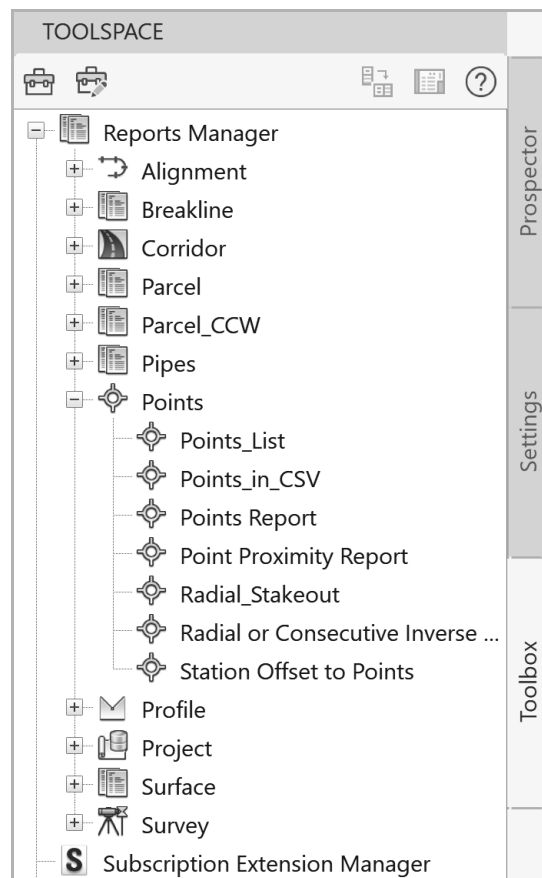 TOOLSPACE
Reports Manager
Alignment
Breakline
Corridor
Parcel
Parcel_CCW
Pipes
Points
Points_List
Points_in_CSV
Points Report
Point Proximity Report
Radial_Stakeout
Radial or Consecutive Inverse ...
Station Offset to Points
Profile
Project
Surface
Survey
S Subscription Extension Manager
Prospector
Settings
Toolbox